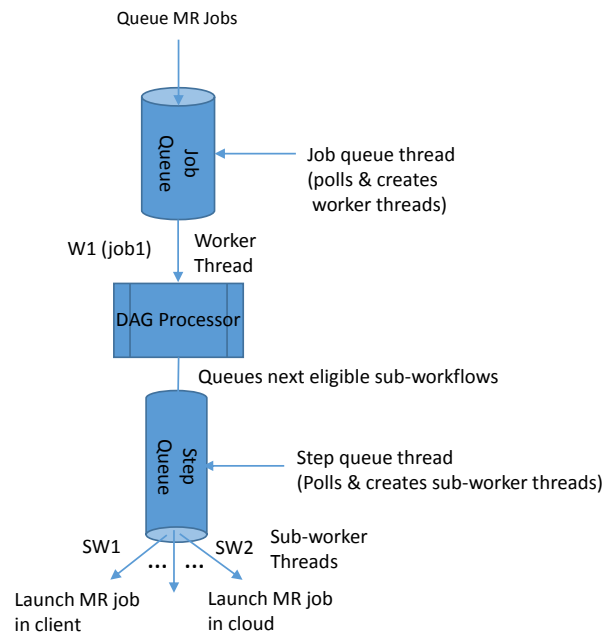 Queue MR Jobs
Job
Queue
Job queue thread
(polls & creates
worker threads)
W1 (job1)
Worker
Thread
DAG Processor
Queues next eligible sub-workflows
Step
Queue
Step queue thread
(Polls & creates sub-worker threads)
SW1
SW2
Sub-worker
Threads
... ...
Launch MR job
in client
Launch MR job
in cloud